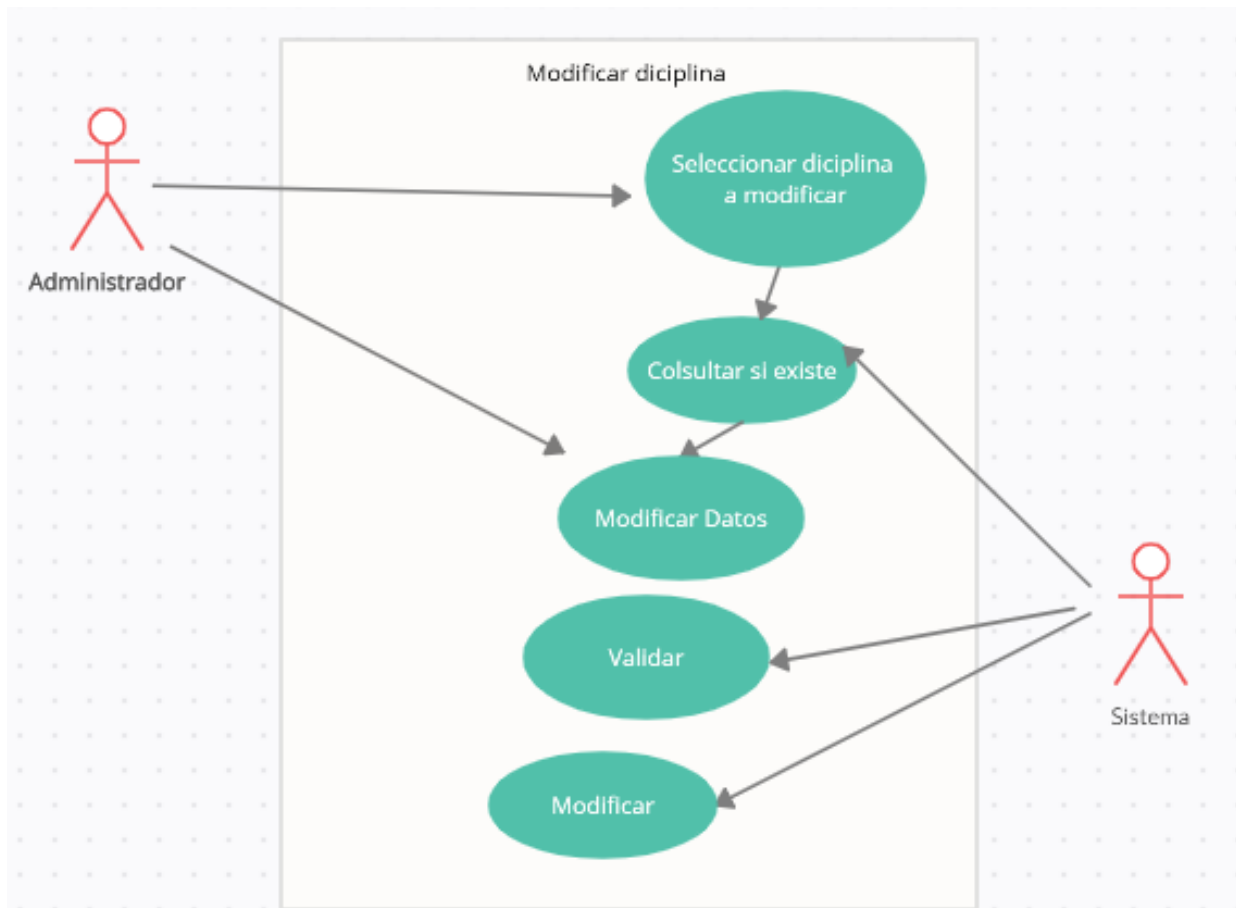 Modificar diciplina
Seleccionar diciplina
a modificar
Administrador
Colsultar si existe
Modificar Datos
Validar
Sistema
Modificar